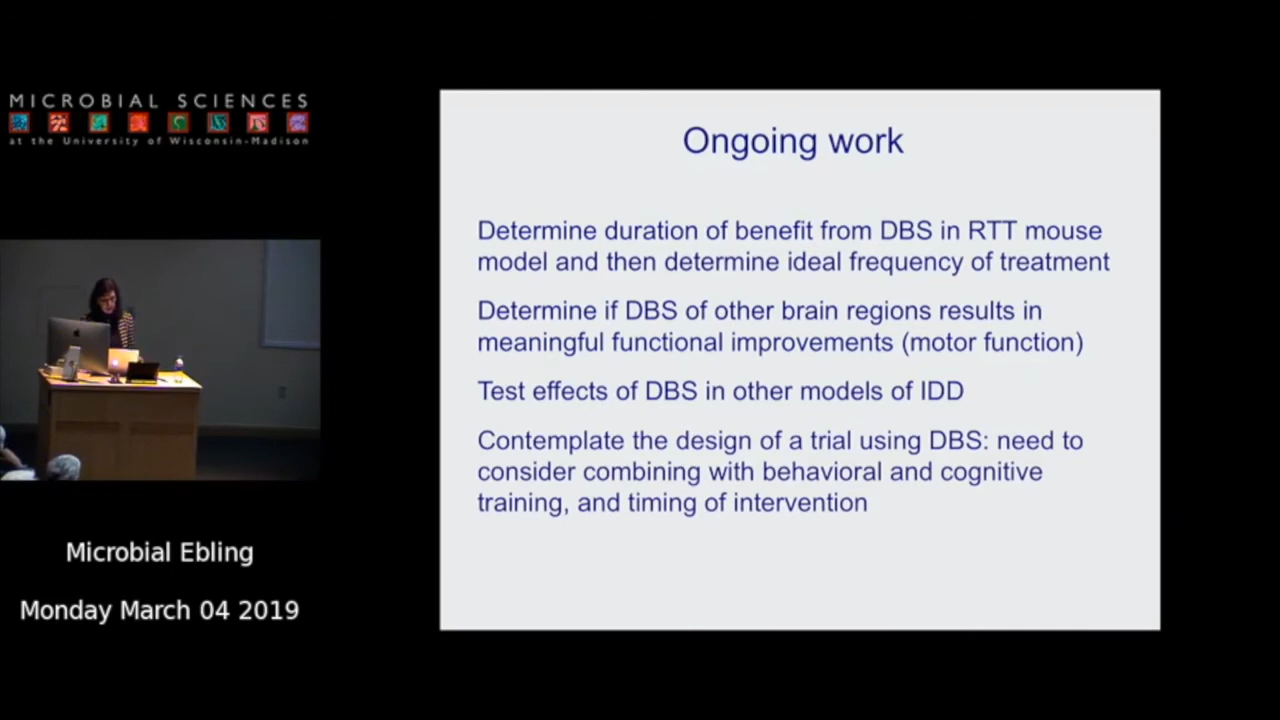 MICROBIAL SCIENCES
at the University of Wisconsin-Madison
Microbial Ebling
Monday March 04 2019
Ongoing work
Determine duration of benefit from DBS in RTT mouse
model and then determine ideal frequency of treatment
Determine if DBS of other brain regions results in
meaningful functional improvements (motor function)
Test effects of DBS in other models of IDD
Contemplate the design of a trial using DBS: need to
consider combining with behavioral and cognitive
training, and timing of intervention